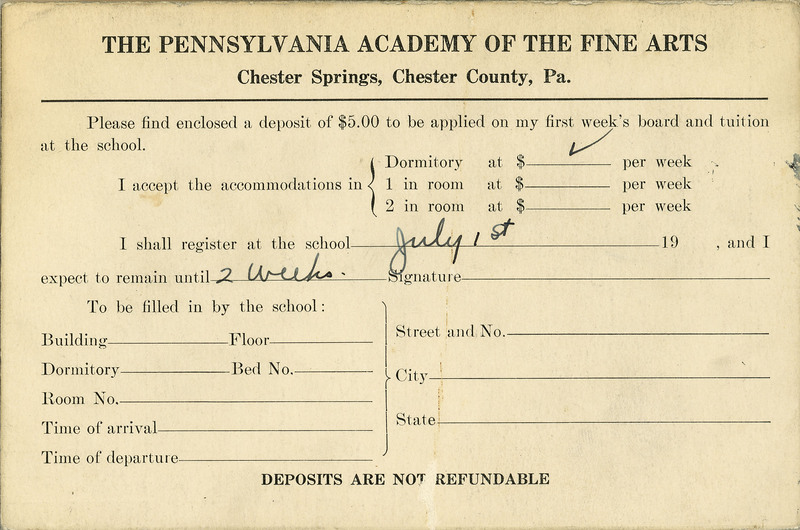 THE PENNSYLVANIA ACADEMY OF THE FINE ARTS
Chester Springs, Chester County, Pa.
Please find enclosed a deposit of $5.00 to be applied on my first week's board and tuition
at the school.
Dormitory at $ ✓ per week
I accept the accommodations in { 1 in room at $ per week
2 in room at $ per week
I shall register at the school July 1st 19 , and I
expect to remain until 2 weeks. Signature
To be filled in by the school:
Building Floor Street and No.
Dormitory Bed No. City
Room No.
Time of arrival State
Time of departure
DEPOSITS ARE NOT REFUNDABLE